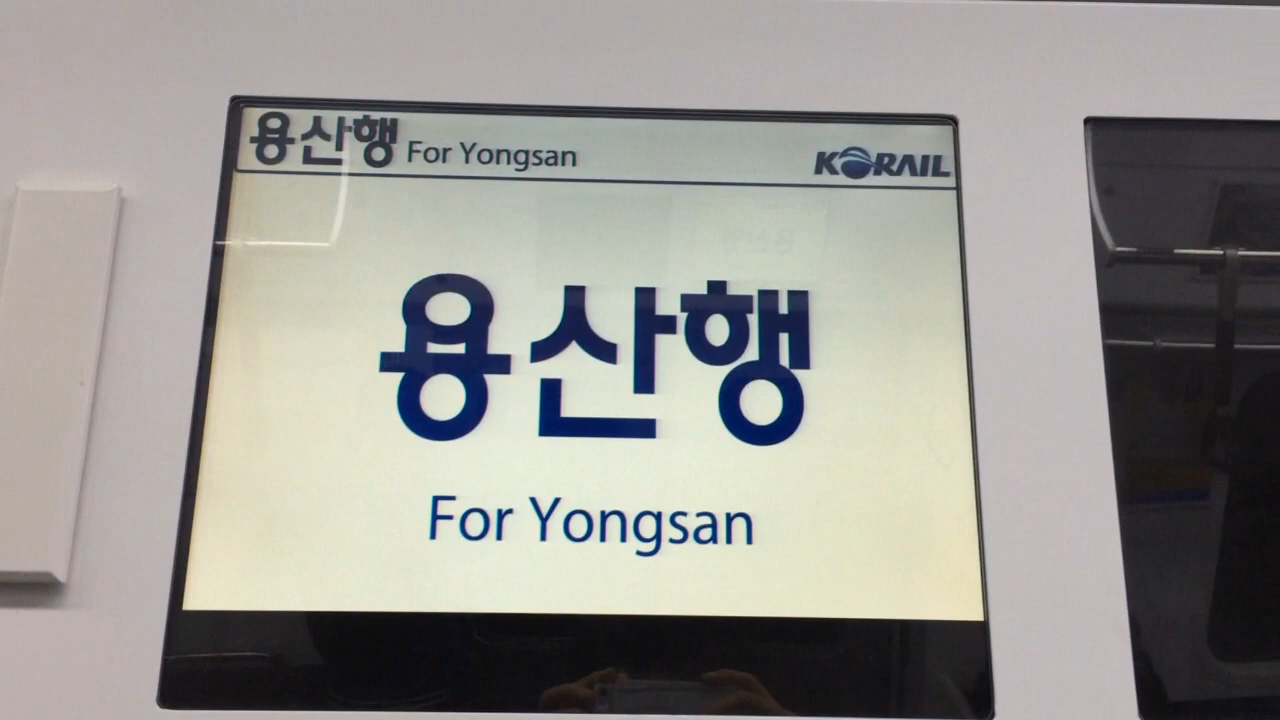 용산행 For Yongsan
KORAIL
용산행
For Yongsan